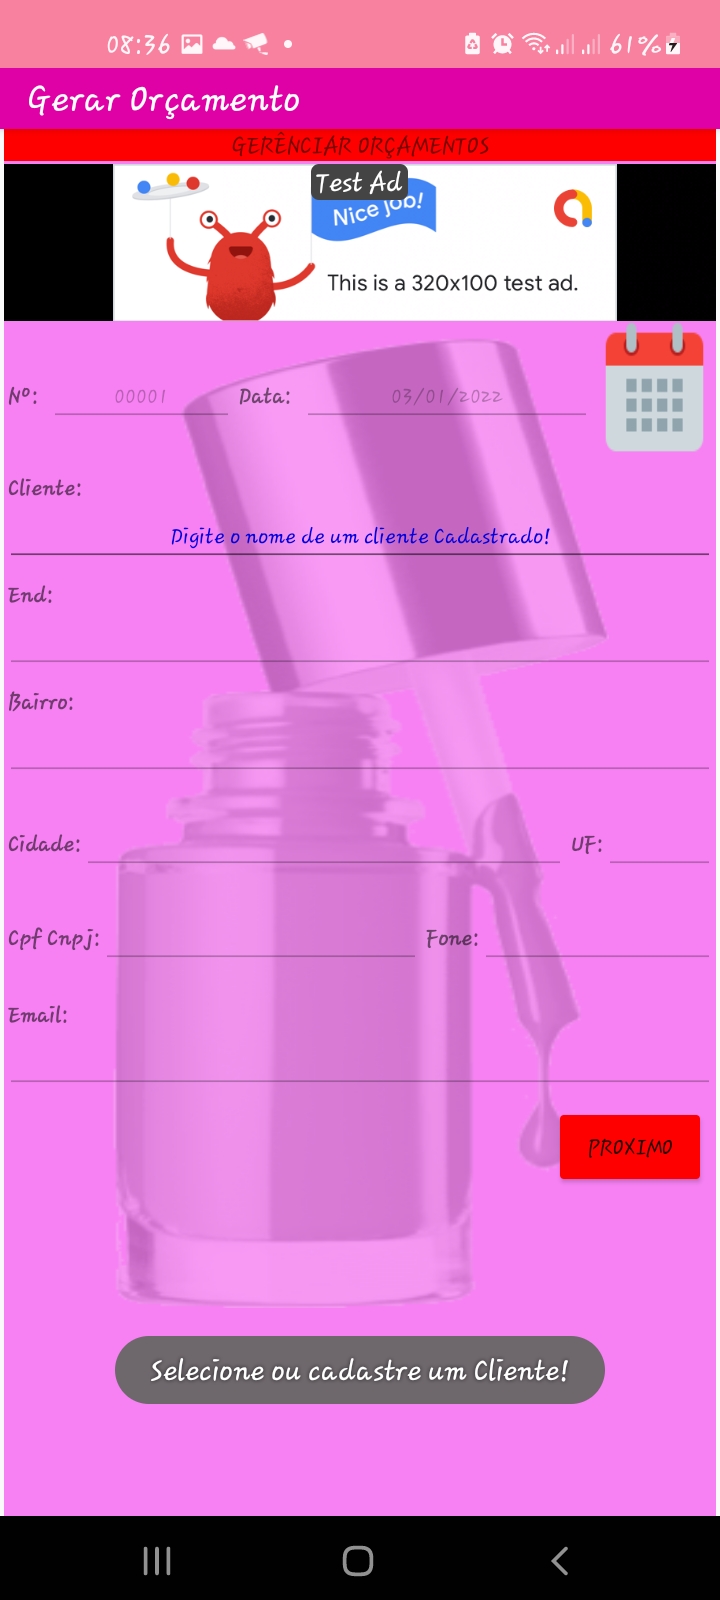 08:36 61%
Gerar Orçamento
GERÊNCIAR ORÇAMENTOS
Test Ad
Nice job!
This is a 320x100 test ad.
Nº: 00001 Data: 03/01/2022
Cliente:
Digite o nome de um cliente Cadastrado!
End:
Bairro:
Cidade: UF:
Cpf Cnpj: Fone:
Email:
PROXIMO
Selecione ou cadastre um Cliente!